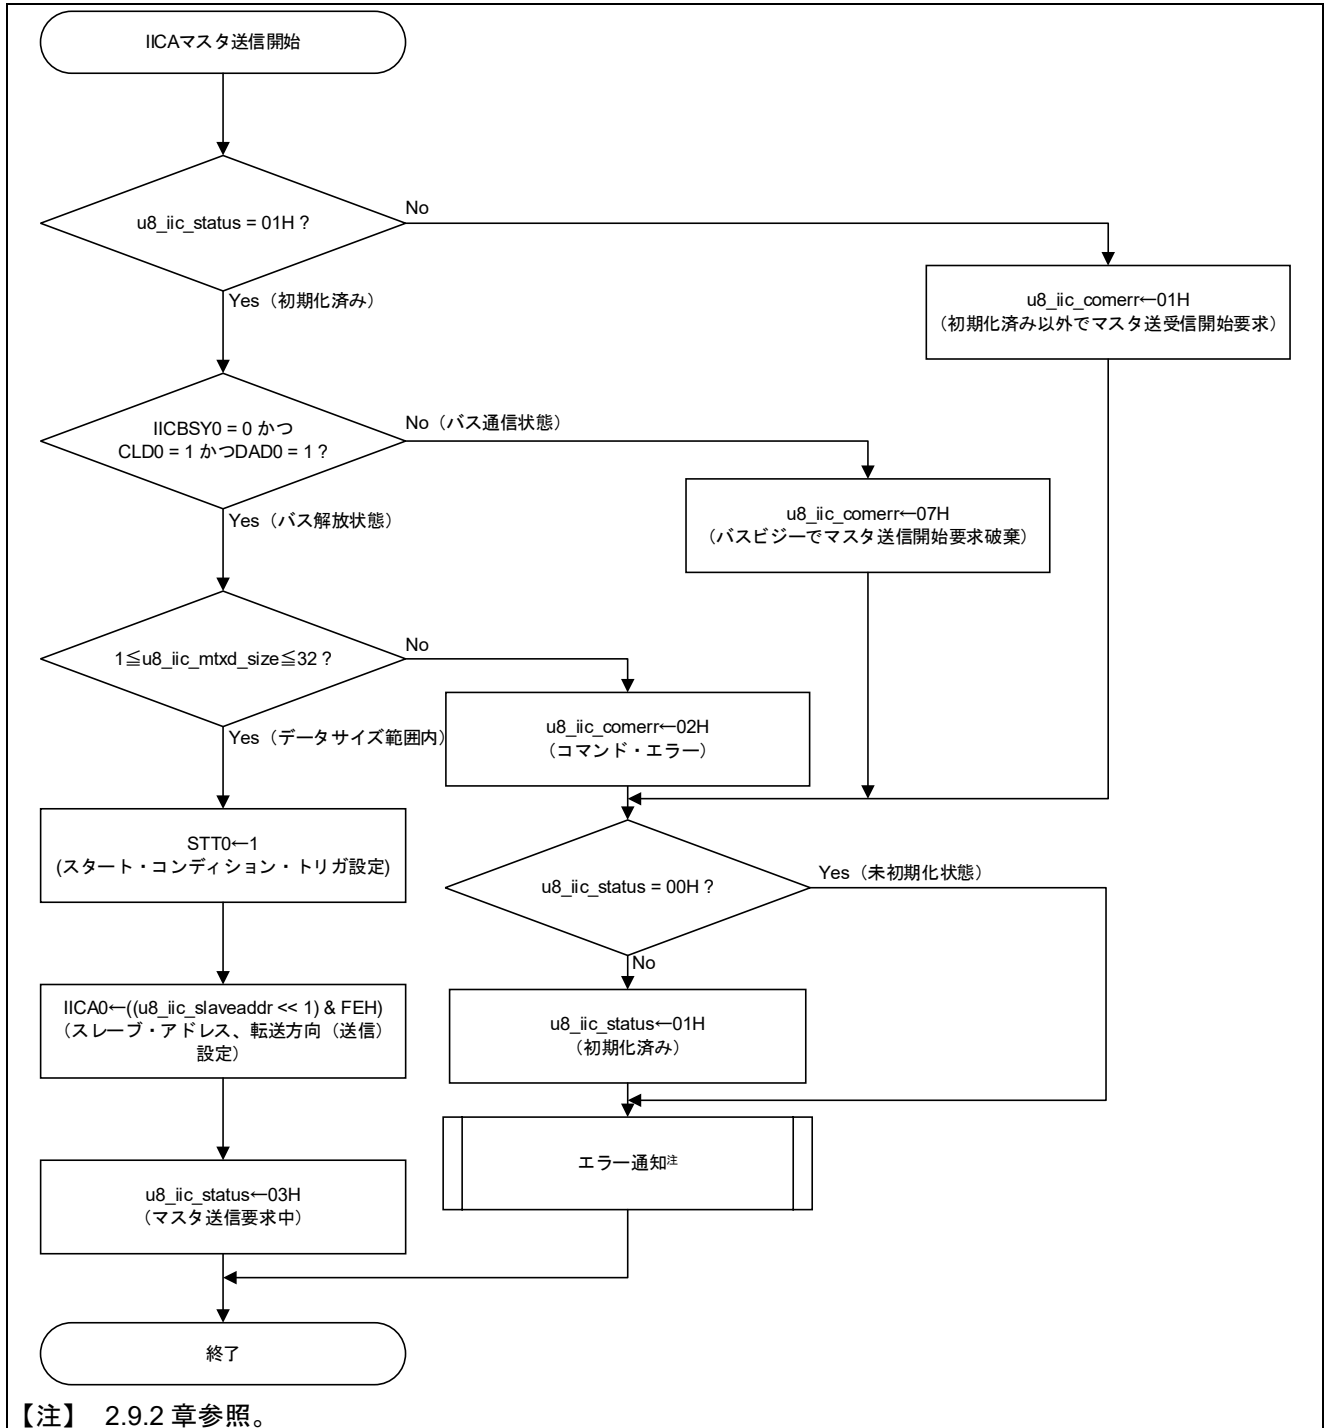 IICAマスタ送信開始
u8_iic_status = 01H ?
No
Yes（初期化済み）
u8_iic_comerr←01H
（初期化済み以外でマスタ送受信開始要求）
IICBSY0 = 0 かつ
CLD0 = 1 かつDAD0 = 1 ?
No（バス通信状態）
Yes（バス解放状態）
u8_iic_comerr←07H
（バスビジーでマスタ送信開始要求破棄）
1≦u8_iic_mtxd_size≦32 ?
No
Yes（データサイズ範囲内）
u8_iic_comerr←02H
（コマンド・エラー）
STT0←1
(スタート・コンディション・トリガ設定)
u8_iic_status = 00H ?
Yes（未初期化状態）
No
IICA0←((u8_iic_slaveaddr << 1) & FEH)
（スレーブ・アドレス、転送方向（送信）
設定）
u8_iic_status←01H
（初期化済み）
エラー通知注
u8_iic_status←03H
（マスタ送信要求中）
終了
【注】 2.9.2 章参照。